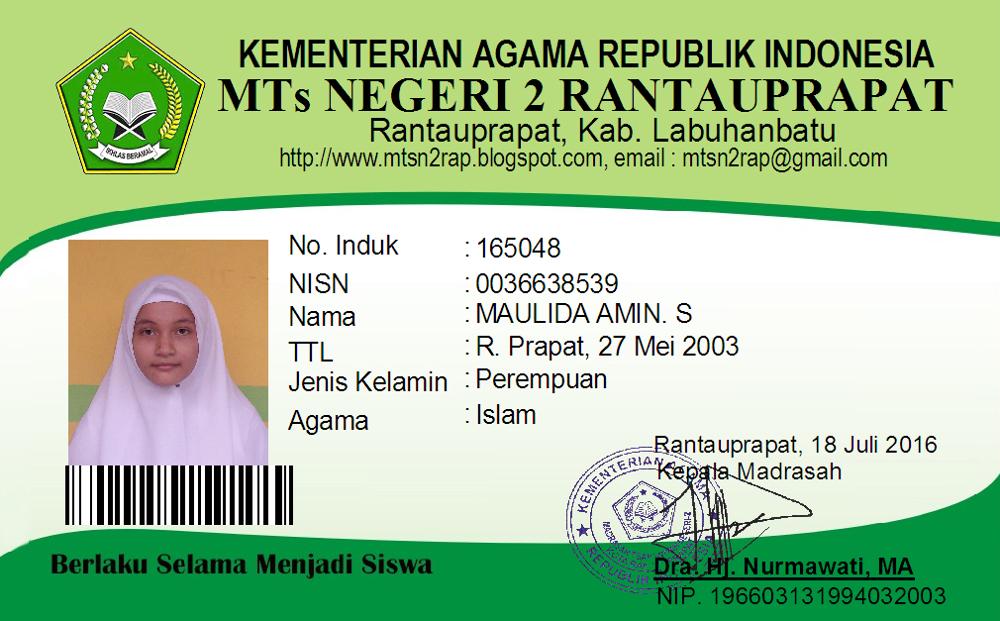 KEMENTERIAN AGAMA REPUBLIK INDONESIA
MTs NEGERI 2 RANTAUPRAPAT
Rantauprapat, Kab. Labuhanbatu
http://www.mtsn2rap.blogspot.com, email : mtsn2rap@gmail.com
IKHLAS BERAMAL
No. Induk : 165048
NISN : 0036638539
Nama : MAULIDA AMIN. S
TTL : R. Prapat, 27 Mei 2003
Jenis Kelamin : Perempuan
Agama : Islam
Rantauprapat, 18 Juli 2016
Kepala Madrasah
KEMENTERIAN AGAMA
REPUBLIK
Dra. Hj. Nurmawati, MA
NIP. 196603131994032003
Berlaku Selama Menjadi Siswa